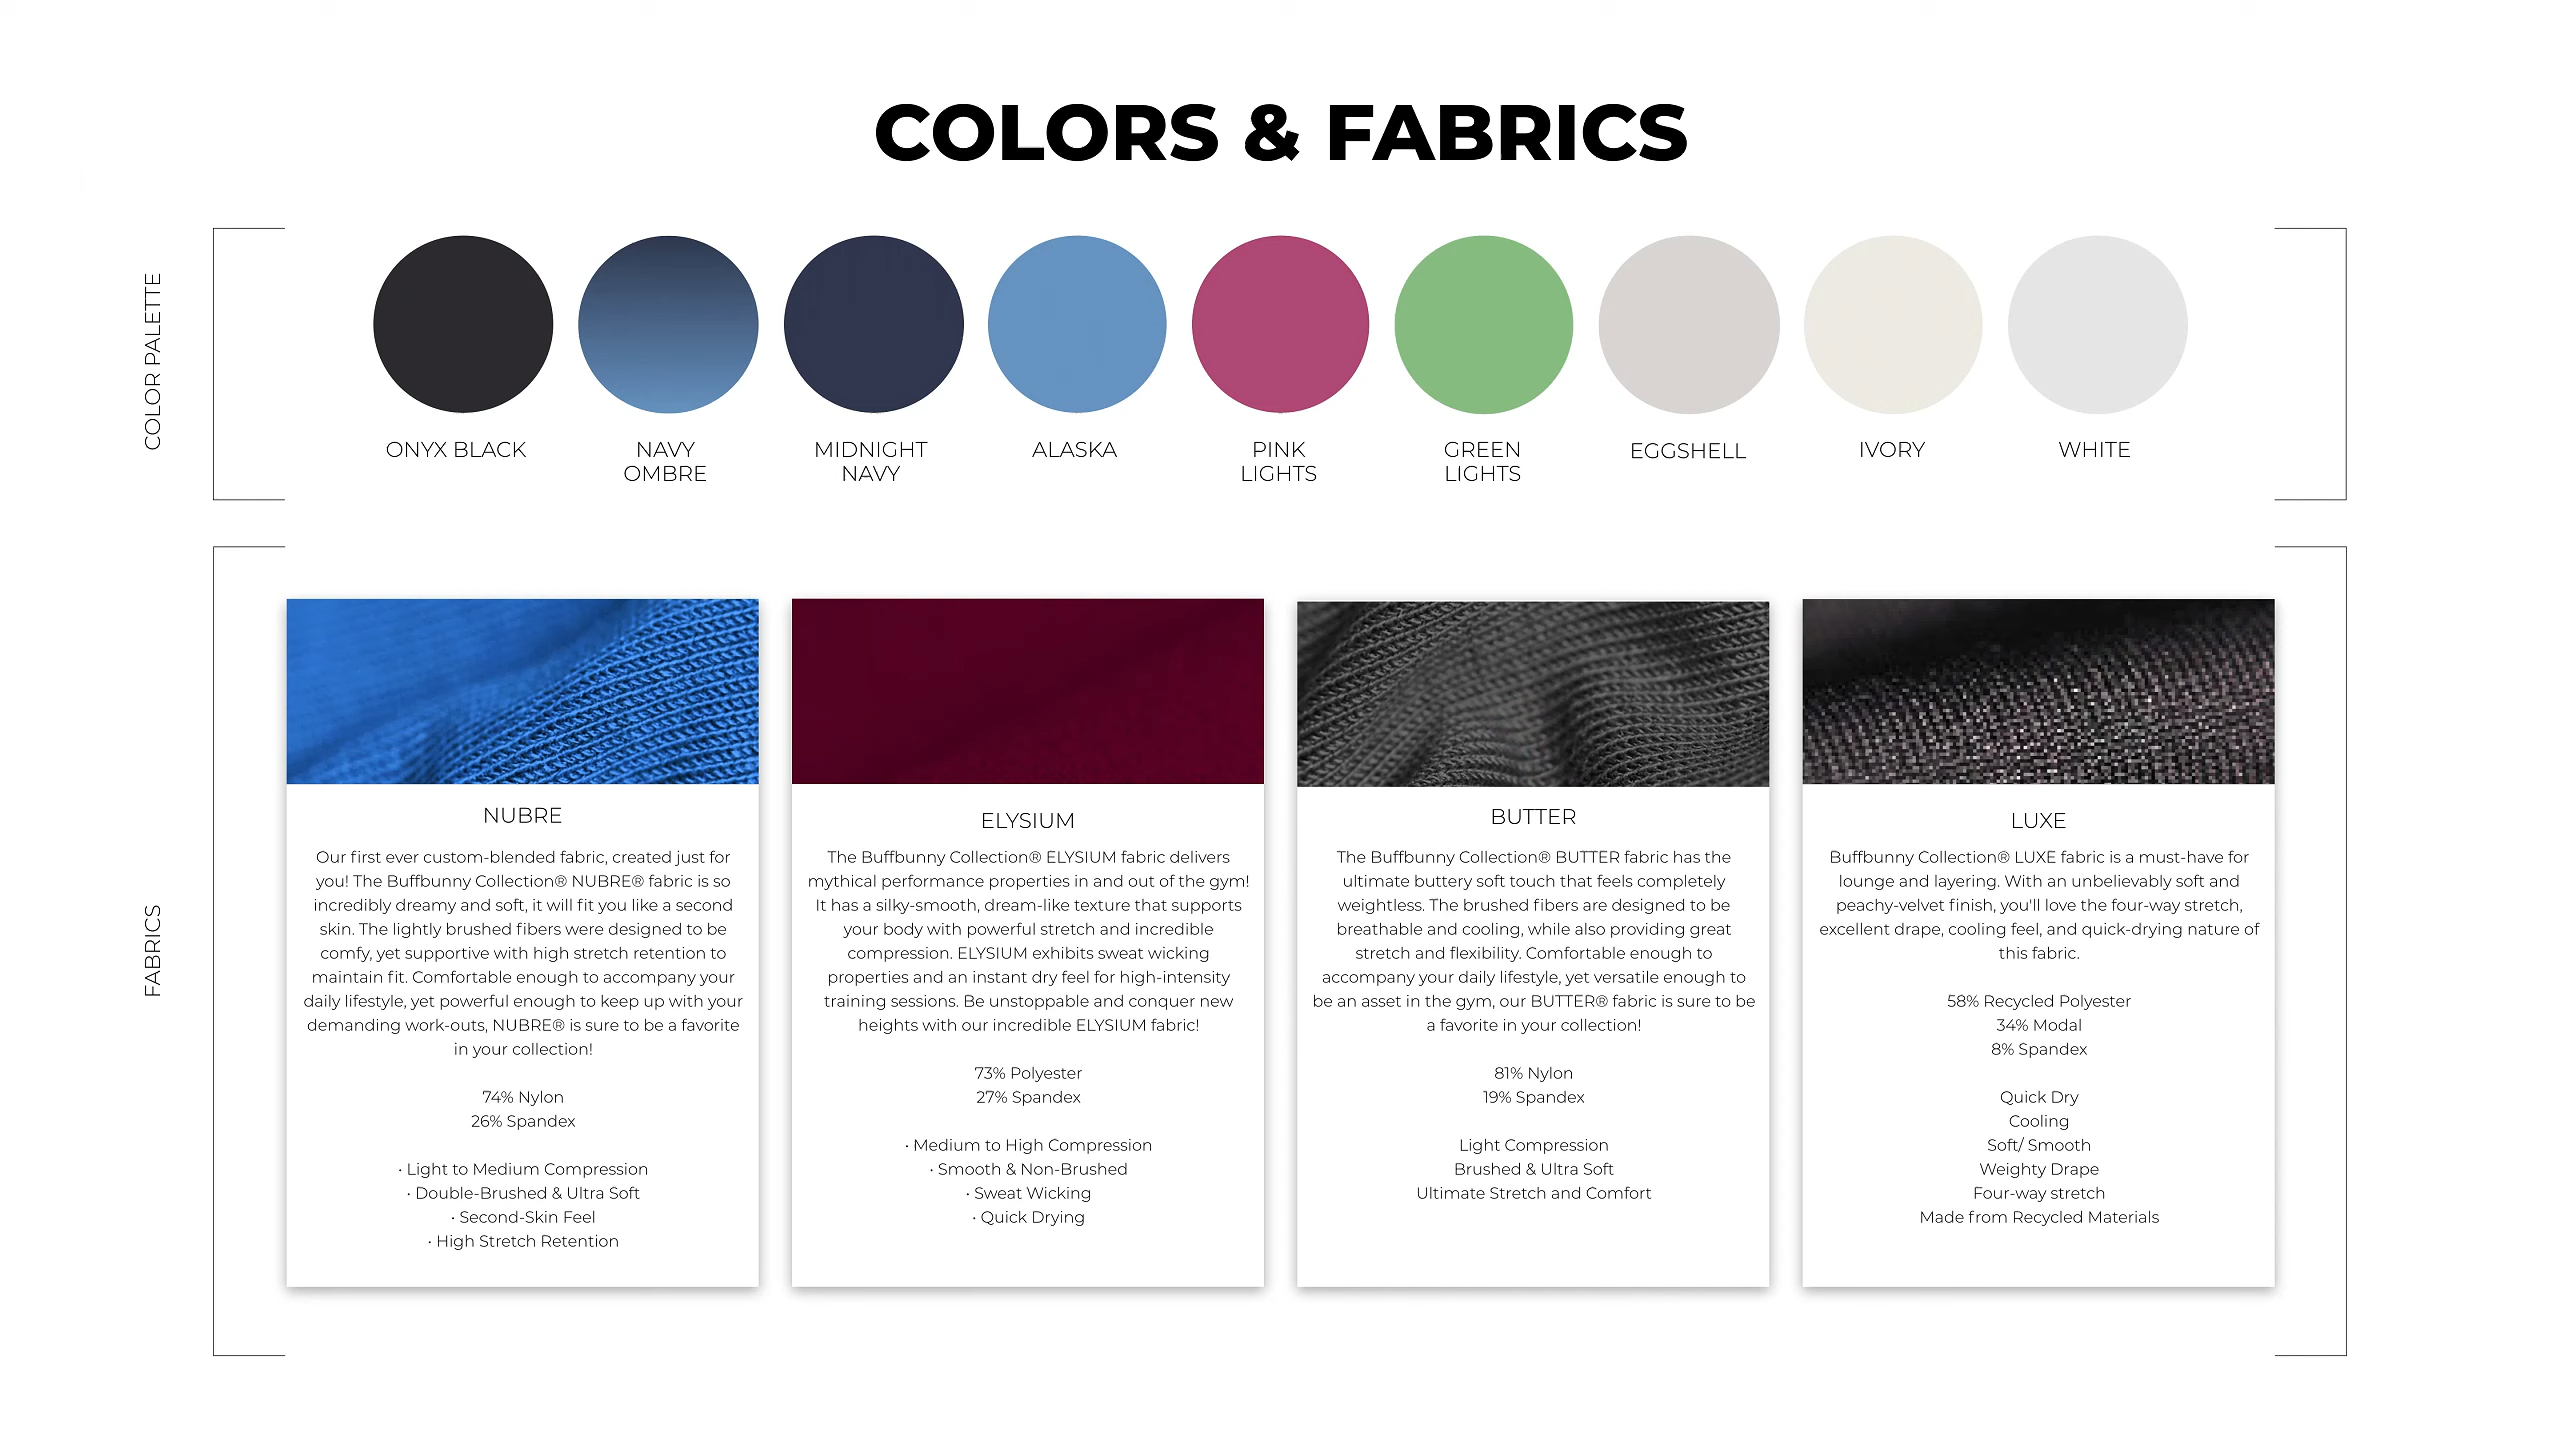 COLORS & FABRICS
COLOR PALETTE
ONYX BLACK
NAVY
OMBRE
MIDNIGHT
NAVY
ALASKA
PINK
LIGHTS
GREEN
LIGHTS
EGGSHELL
IVORY
WHITE
FABRICS
NUBRE
Our first ever custom-blended fabric, created just for
you! The Buffbunny Collection® NUBRE® fabric is so
incredibly dreamy and soft, it will fit you like a second
skin. The lightly brushed fibers were designed to be
comfy, yet supportive with high stretch retention to
maintain fit. Comfortable enough to accompany your
daily lifestyle, yet powerful enough to keep up with your
demanding work-outs, NUBRE® is sure to be a favorite
in your collection!
74% Nylon
26% Spandex
· Light to Medium Compression
· Double-Brushed & Ultra Soft
· Second-Skin Feel
· High Stretch Retention
ELYSIUM
The Buffbunny Collection® ELYSIUM fabric delivers
mythical performance properties in and out of the gym!
It has a silky-smooth, dream-like texture that supports
your body with powerful stretch and incredible
compression. ELYSIUM exhibits sweat wicking
properties and an instant dry feel for high-intensity
training sessions. Be unstoppable and conquer new
heights with our incredible ELYSIUM fabric!
73% Polyester
27% Spandex
· Medium to High Compression
· Smooth & Non-Brushed
· Sweat Wicking
· Quick Drying
BUTTER
The Buffbunny Collection® BUTTER fabric has the
ultimate buttery soft touch that feels completely
weightless. The brushed fibers are designed to be
breathable and cooling, while also providing great
stretch and flexibility. Comfortable enough to
accompany your daily lifestyle, yet versatile enough to
be an asset in the gym, our BUTTER® fabric is sure to be
a favorite in your collection!
81% Nylon
19% Spandex
Light Compression
Brushed & Ultra Soft
Ultimate Stretch and Comfort
LUXE
Buffbunny Collection® LUXE fabric is a must-have for
lounge and layering. With an unbelievably soft and
peachy-velvet finish, you'll love the four-way stretch,
excellent drape, cooling feel, and quick-drying nature of
this fabric.
58% Recycled Polyester
34% Modal
8% Spandex
Quick Dry
Cooling
Soft/ Smooth
Weighty Drape
Four-way stretch
Made from Recycled Materials